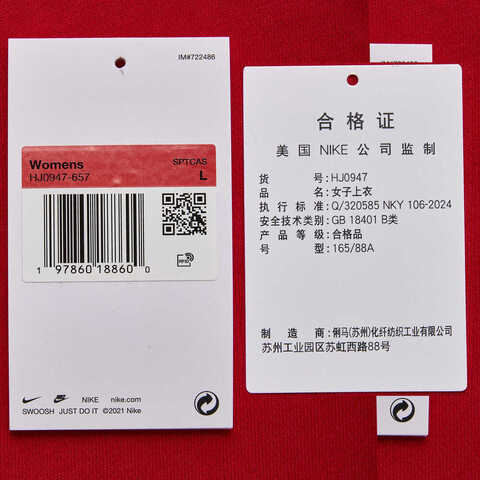 IM#722486
Womens
SPTCAS
HJ0947-657
L
1 97860 18860 0
RFID
NIKE nike.com
SWOOSH JUST DO IT ©2021 Nike
合格证
美国 NIKE 公司监制
货号:HJ0947
品名:女子上衣
执行标准:Q/320585 NKY 106-2024
安全技术类别:GB 18401 B类
产品等级:合格品
号型:165/88A
制造商:俐马(苏州)化纤纺织工业有限公司
苏州工业园区苏虹西路88号